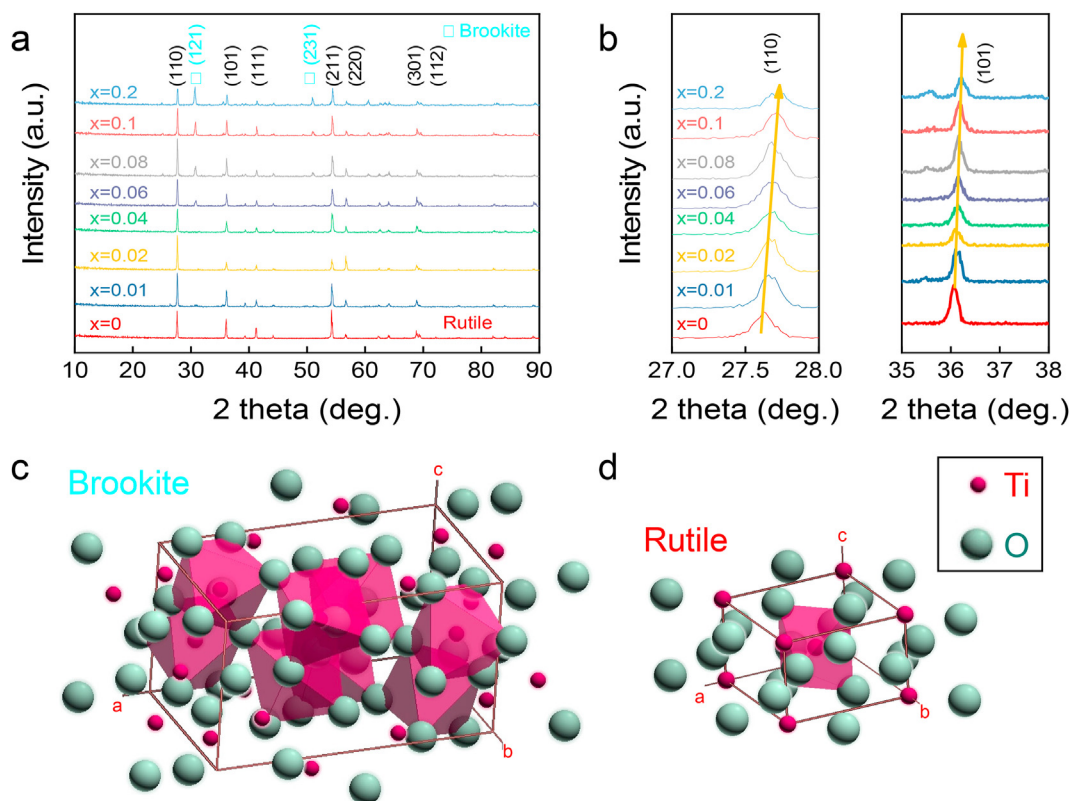 a
Intensity (a.u.)
□ Brookite
(110)
□ (121)
(101)
(111)
□ (231)
(211)
(220)
(301)
(112)
x=0.2
x=0.1
x=0.08
x=0.06
x=0.04
x=0.02
x=0.01
x=0
Rutile
10 20 30 40 50 60 70 80 90
2 theta (deg.)
b
Intensity (a.u.)
(110)
x=0.2
x=0.1
x=0.08
x=0.06
x=0.04
x=0.02
x=0.01
x=0
27.0 27.5 28.0
2 theta (deg.)
(101)
35 36 37 38
2 theta (deg.)
c
Brookite
c
a
b
d
Rutile
c
a
b
Ti
O